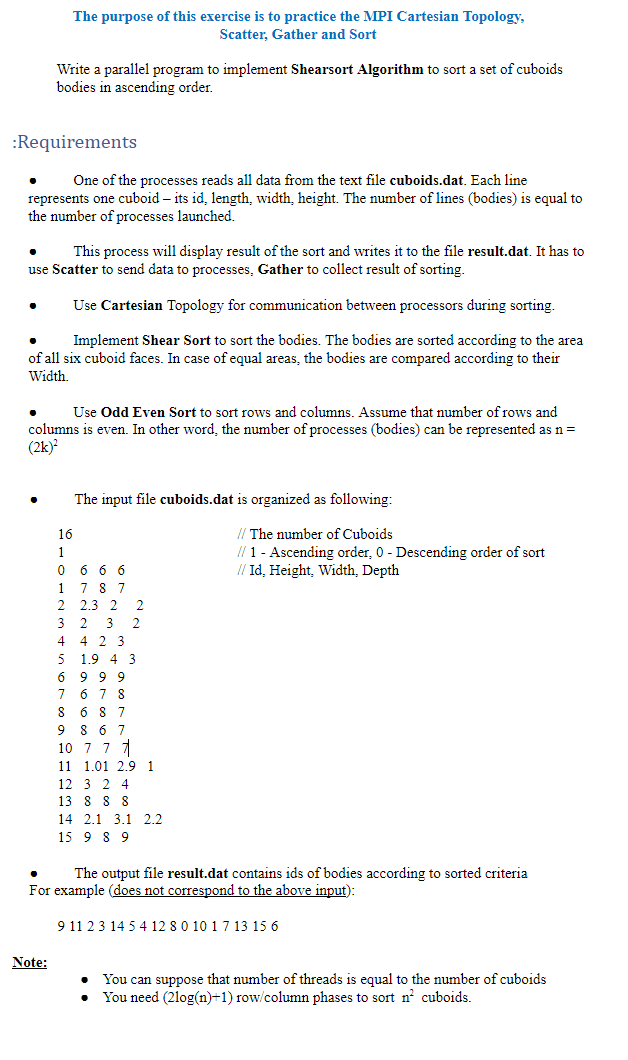 The purpose of this exercise is to practice the MPI Cartesian Topology,
Scatter, Gather and Sort
Write a parallel program to implement Shearsort Algorithm to sort a set of cuboids
bodies in ascending order.
:Requirements
● One of the processes reads all data from the text file cuboids.dat. Each line
represents one cuboid – its id, length, width, height. The number of lines (bodies) is equal to
the number of processes launched.
● This process will display result of the sort and writes it to the file result.dat. It has to
use Scatter to send data to processes, Gather to collect result of sorting.
● Use Cartesian Topology for communication between processors during sorting.
● Implement Shear Sort to sort the bodies. The bodies are sorted according to the area
of all six cuboid faces. In case of equal areas, the bodies are compared according to their
Width.
● Use Odd Even Sort to sort rows and columns. Assume that number of rows and
columns is even. In other word, the number of processes (bodies) can be represented as n =
(2k)²
● The input file cuboids.dat is organized as following:
16 // The number of Cuboids
1 // 1 - Ascending order, 0 - Descending order of sort
0 6 6 6 // Id, Height, Width, Depth
1 7 8 7
2 2.3 2 2
3 2 3 2
4 4 2 3
5 1.9 4 3
6 9 9 9
7 6 7 8
8 6 8 7
9 8 6 7
10 7 7 7
11 1.01 2.9 1
12 3 2 4
13 8 8 8
14 2.1 3.1 2.2
15 9 8 9
● The output file result.dat contains ids of bodies according to sorted criteria
For example (does not correspond to the above input):
9 11 2 3 14 5 4 12 8 0 10 1 7 13 15 6
Note:
● You can suppose that number of threads is equal to the number of cuboids
● You need (2log(n)+1) row/column phases to sort n² cuboids.